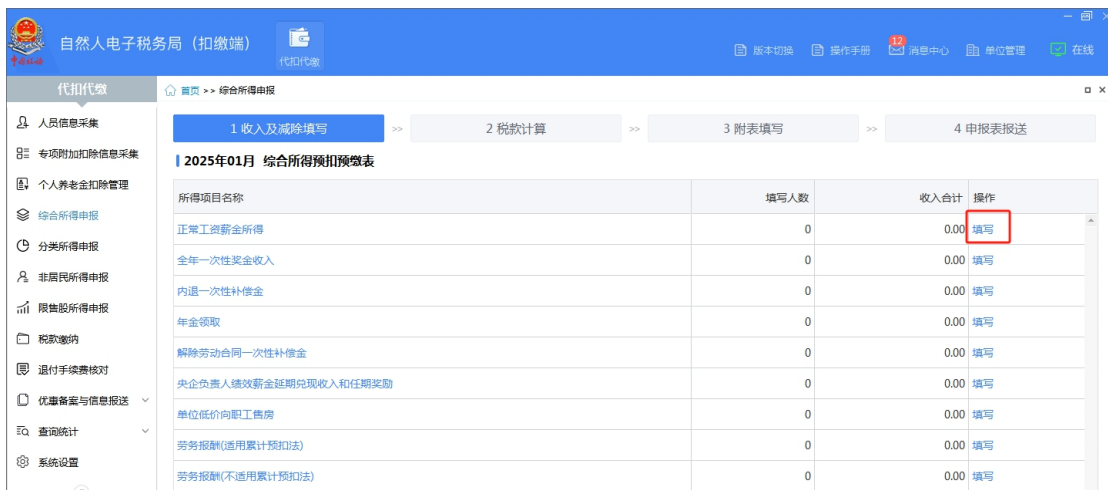 自然人电子税务局（扣缴端）
代扣代缴
版本切换
操作手册
12
消息中心
单位管理
在线
代扣代缴
首页 >> 综合所得申报
人员信息采集
专项附加扣除信息采集
个人养老金扣除管理
综合所得申报
分类所得申报
非居民所得申报
限售股所得申报
税款缴纳
退付手续费核对
优惠备案与信息报送
查询统计
系统设置
1 收入及减除填写 >> 2 税款计算 >> 3 附表填写 >> 4 申报表报送
2025年01月 综合所得预扣预缴表
所得项目名称 填写人数 收入合计 操作
正常工资薪金所得 0 0.00 填写
全年一次性奖金收入 0 0.00 填写
内退一次性补偿金 0 0.00 填写
年金领取 0 0.00 填写
解除劳动合同一次性补偿金 0 0.00 填写
央企负责人绩效薪金延期兑现收入和任期奖励 0 0.00 填写
单位低价向职工售房 0 0.00 填写
劳务报酬(适用累计预扣法) 0 0.00 填写
劳务报酬(不适用累计预扣法) 0 0.00 填写